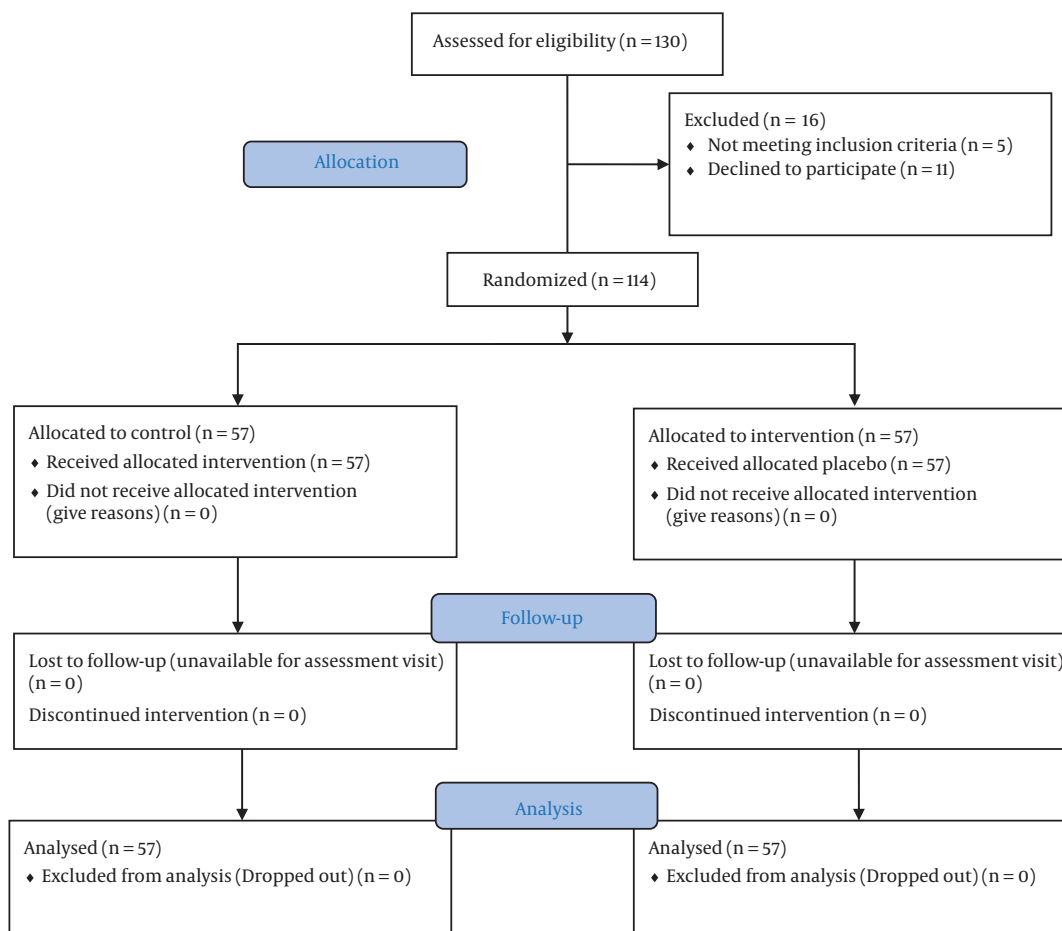 Assessed for eligibility (n = 130)
Excluded (n = 16)
♦ Not meeting inclusion criteria (n = 5)
♦ Declined to participate (n = 11)
Allocation
Randomized (n = 114)
Allocated to control (n = 57)
♦ Received allocated intervention (n = 57)
♦ Did not receive allocated intervention
(give reasons) (n = 0)
Allocated to intervention (n = 57)
♦ Received allocated placebo (n = 57)
♦ Did not receive allocated intervention
(give reasons) (n = 0)
Follow-up
Lost to follow-up (unavailable for assessment visit)
(n = 0)
Discontinued intervention (n = 0)
Lost to follow-up (unavailable for assessment visit)
(n = 0)
Discontinued intervention (n = 0)
Analysis
Analysed (n = 57)
♦ Excluded from analysis (Dropped out) (n = 0)
Analysed (n = 57)
♦ Excluded from analysis (Dropped out) (n = 0)